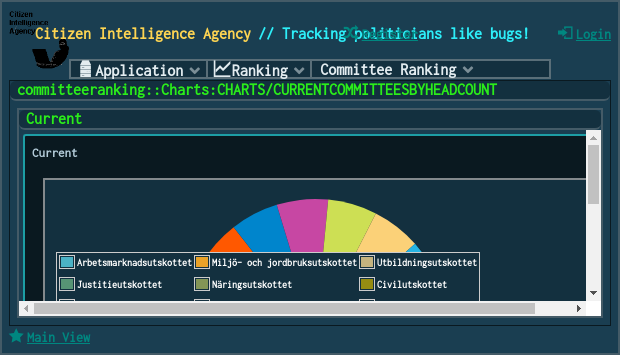 Citizen
Intelligence
Agency
Citizen Intelligence Agency // Tracking politicians like bugs!
Login
Application
Ranking
Committee Ranking
committeeranking::Charts:CHARTS/CURRENTCOMMITTEESBYHEADCOUNT
Current
Current
Arbetsmarknadsutskottet
Miljö- och jordbruksutskottet
Utbildningsutskottet
Justitieutskottet
Näringsutskottet
Civilutskottet
Main View